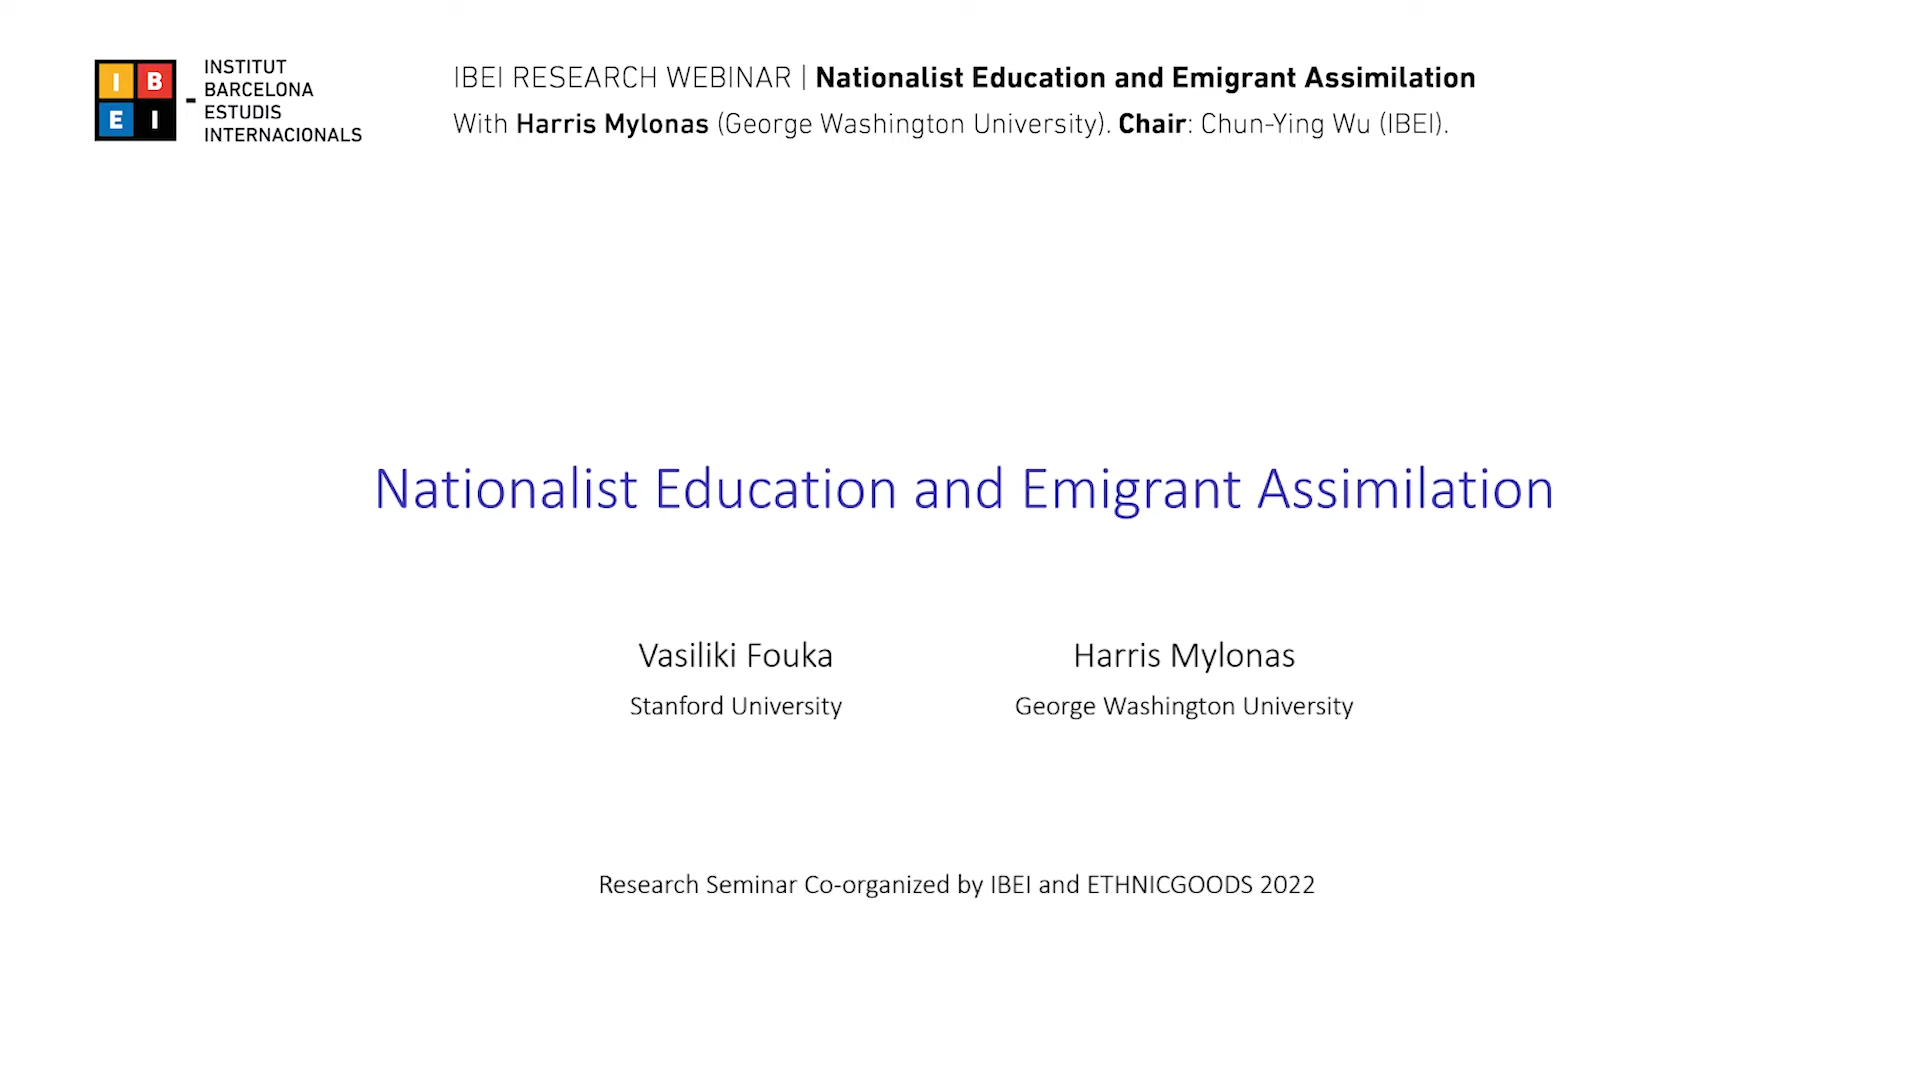 I B
E I
INSTITUT
BARCELONA
ESTUDIS
INTERNACIONALS
IBEI RESEARCH WEBINAR | Nationalist Education and Emigrant Assimilation
With Harris Mylonas (George Washington University). Chair: Chun-Ying Wu (IBEI).
Nationalist Education and Emigrant Assimilation
Vasiliki Fouka
Stanford University
Harris Mylonas
George Washington University
Research Seminar Co-organized by IBEI and ETHNICGOODS 2022